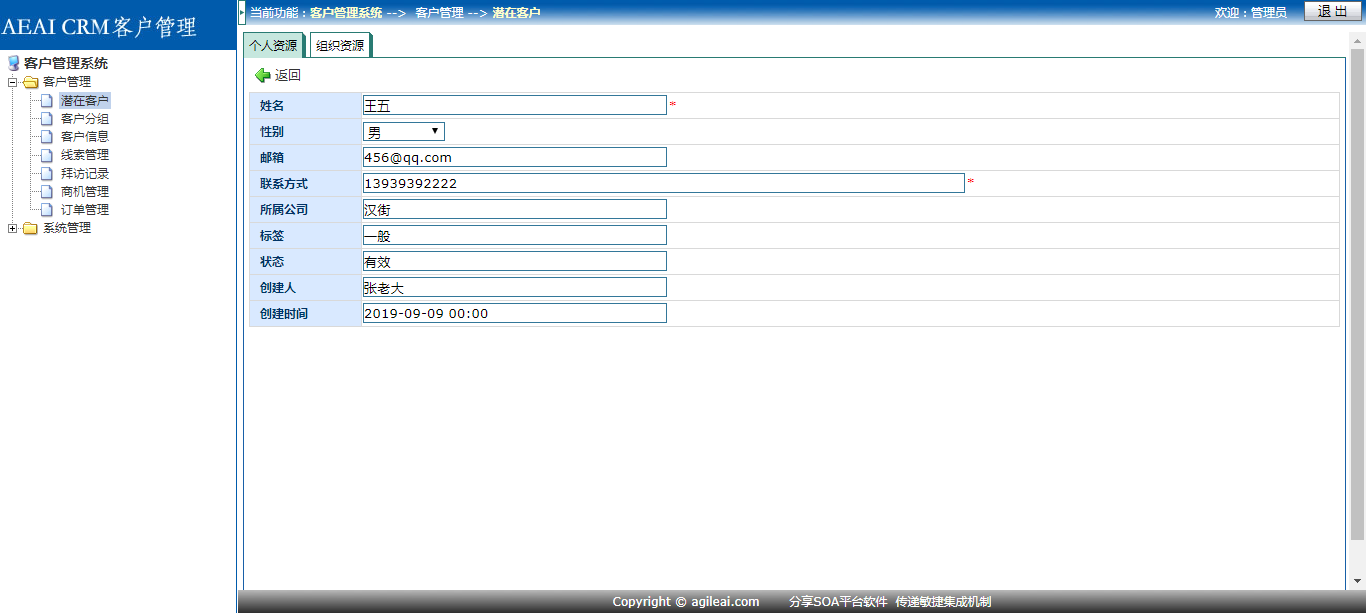 AEAI CRM客户管理
当前功能：客户管理系统 --> 客户管理 --> 潜在客户
欢迎：管理员
退 出
客户管理系统
客户管理
潜在客户
客户分组
客户信息
线索管理
拜访记录
商机管理
订单管理
系统管理
个人资源 组织资源
返回
姓名 王五 *
性别 男
邮箱 456@qq.com
联系方式 13939392222 *
所属公司 汉街
标签 一般
状态 有效
创建人 张老大
创建时间 2019-09-09 00:00
Copyright © agileai.com 分享SOA平台软件 传递敏捷集成机制